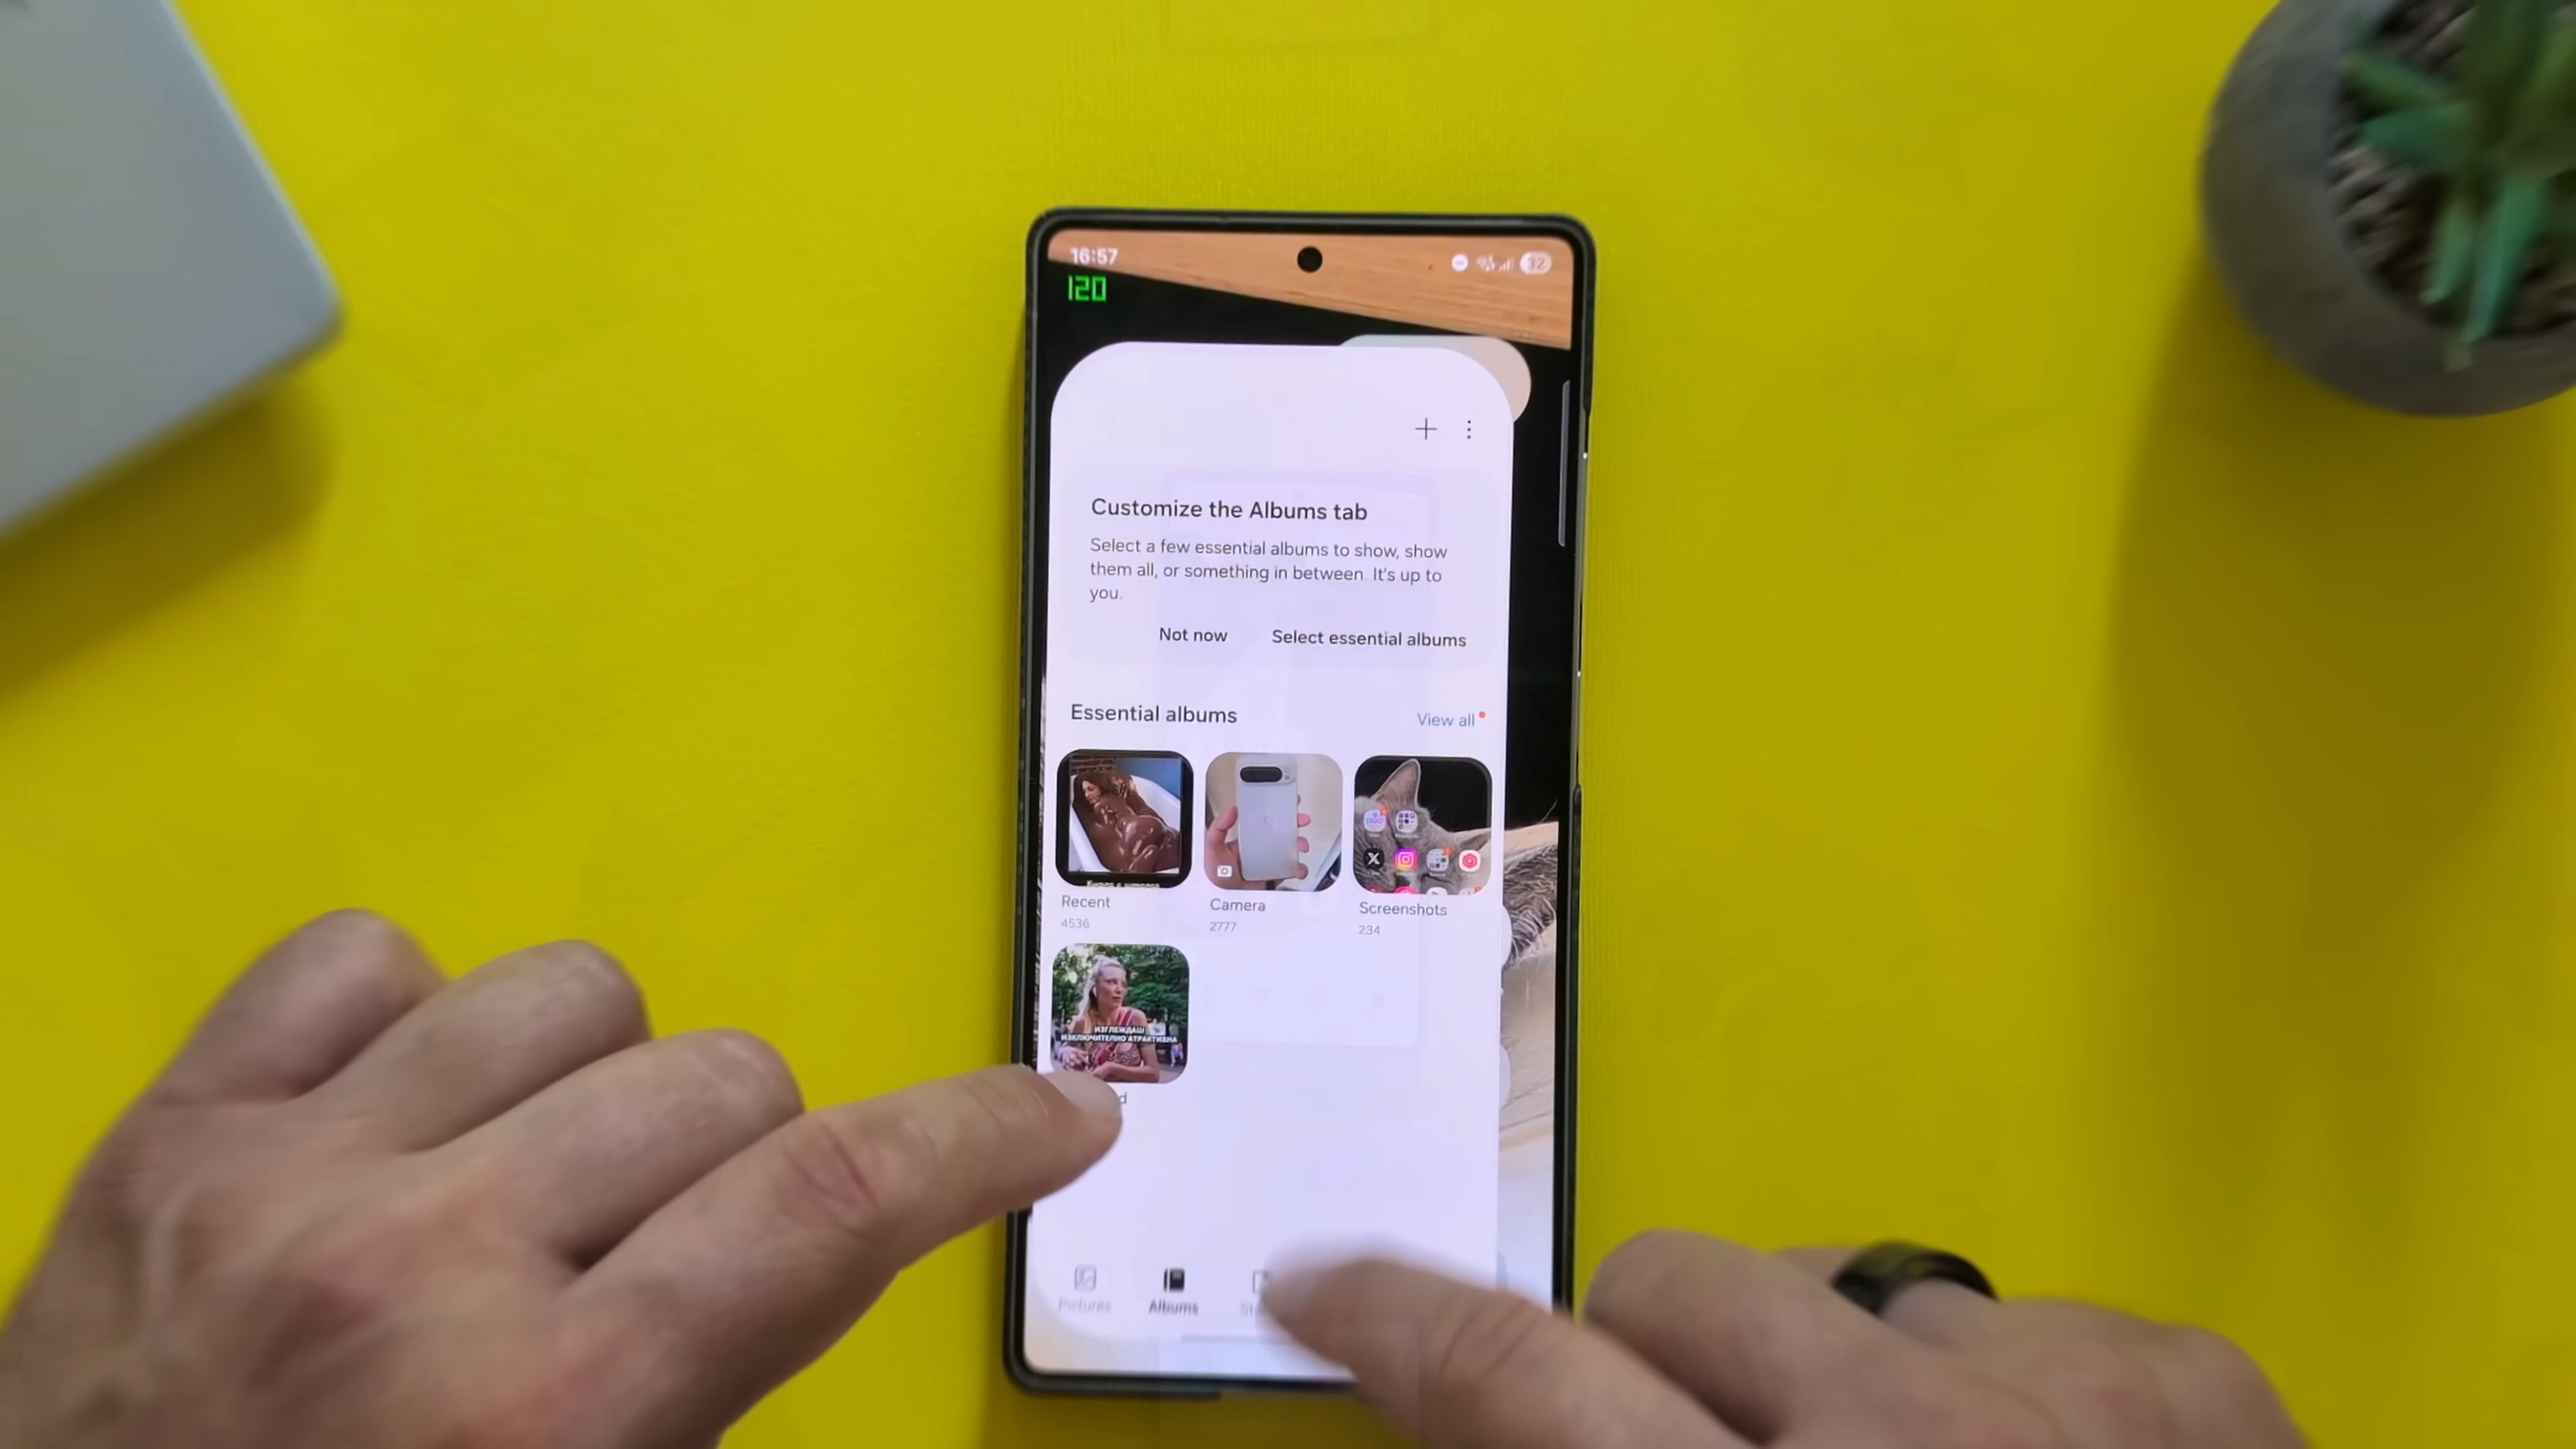 16:57
32
120
Customize the Albums tab
Select a few essential albums to show, show
them all, or something in between. It's up to
you.
Not now
Select essential albums
Essential albums
View all
Recent
4536
Camera
2777
Screenshots
234
ИЗГЛЕЖДАШ
ИЗКЛЮЧИТЕЛНО АТРАКТИВНА
d
Pictures
Albums